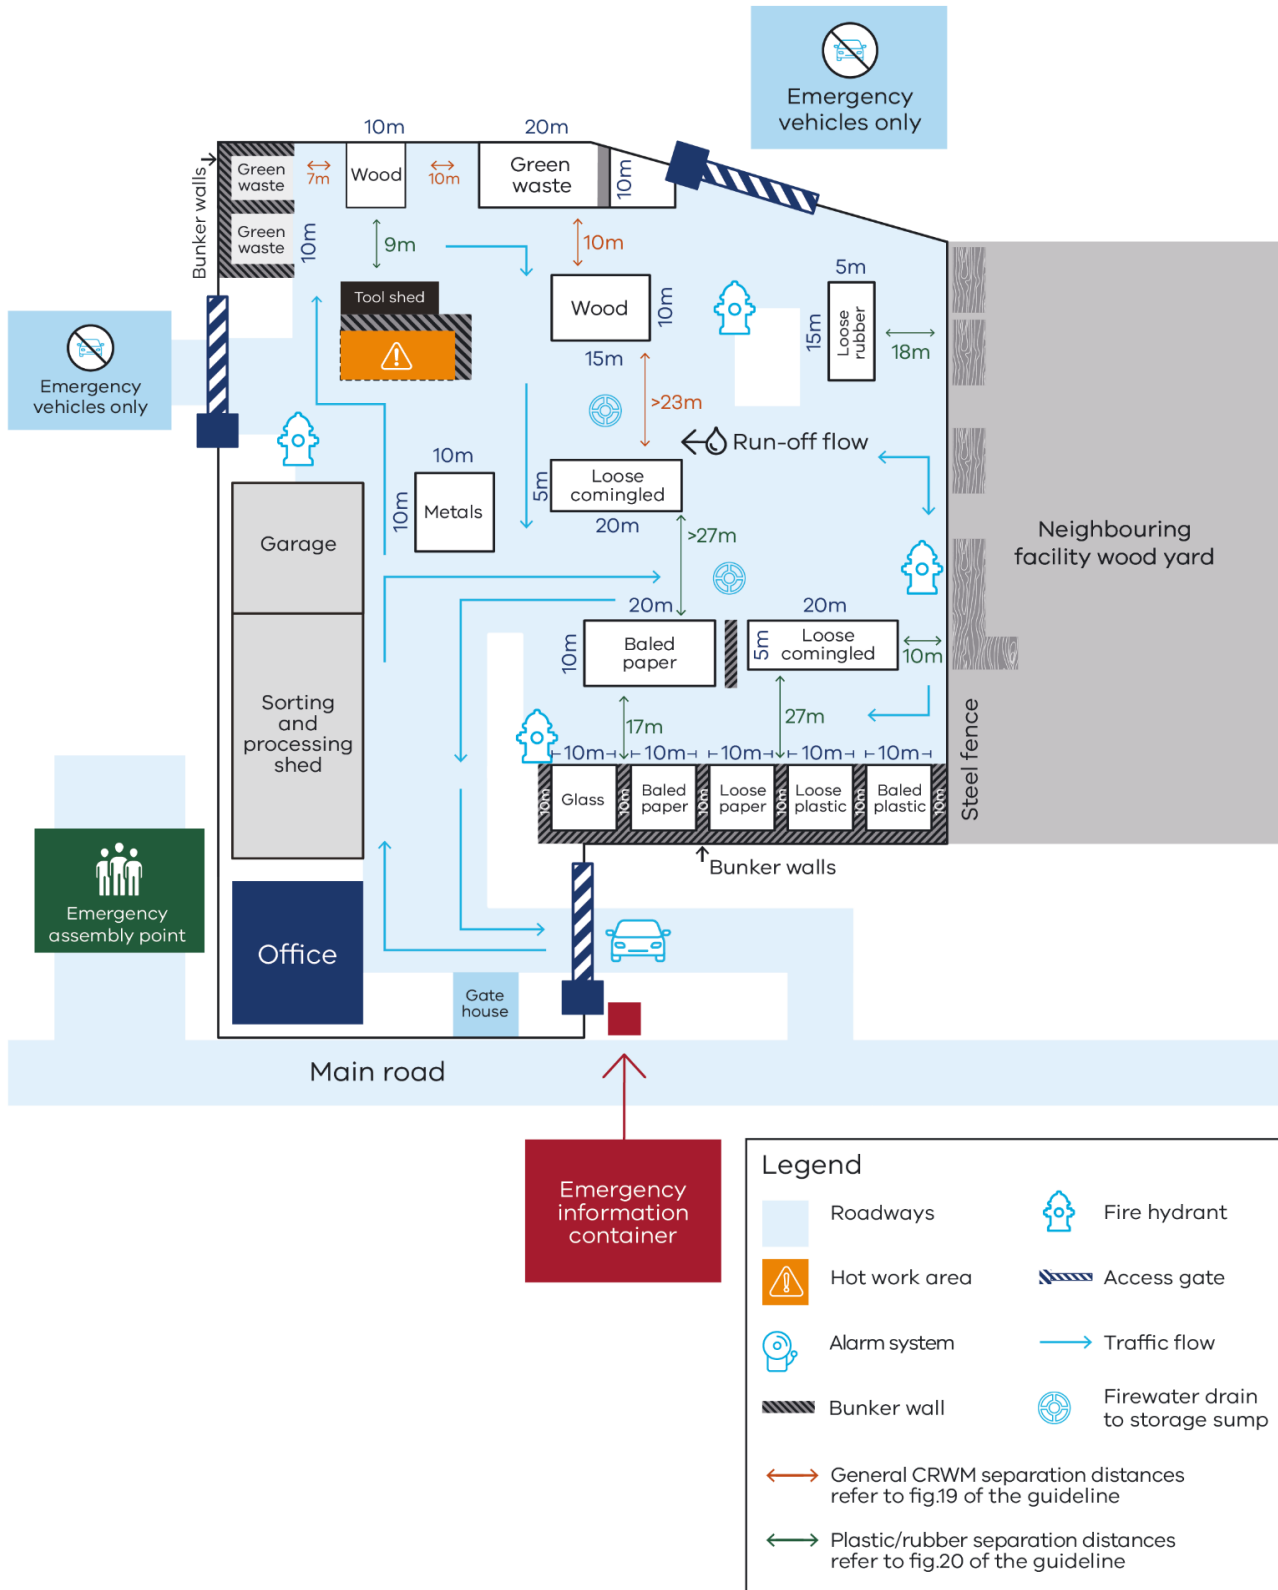 Emergency
vehicles only
10m
20m
Bunker walls
Green
waste
7m
Wood
10m
Green
waste
10m
Green
waste
10m
9m
10m
Tool shed
Wood
10m
15m
5m
15m
Loose
rubber
18m
Emergency
vehicles only
>23m
Run-off flow
10m
10m
Metals
5m
Loose
comingled
20m
Garage
>27m
Neighbouring
facility wood yard
20m
10m
Baled
paper
20m
5m
Loose
comingled
10m
Sorting
and
processing
shed
17m
27m
Steel fence
10m
10m
10m
10m
10m
10m
Glass
10m
Baled
paper
10m
Loose
paper
10m
Loose
plastic
10m
Baled
plastic
10m
Bunker walls
Emergency
assembly point
Office
Gate
house
Main road
Emergency
information
container
Legend
Roadways
Fire hydrant
Hot work area
Access gate
Alarm system
Traffic flow
Bunker wall
Firewater drain
to storage sump
General CRWM separation distances
refer to fig.19 of the guideline
Plastic/rubber separation distances
refer to fig.20 of the guideline